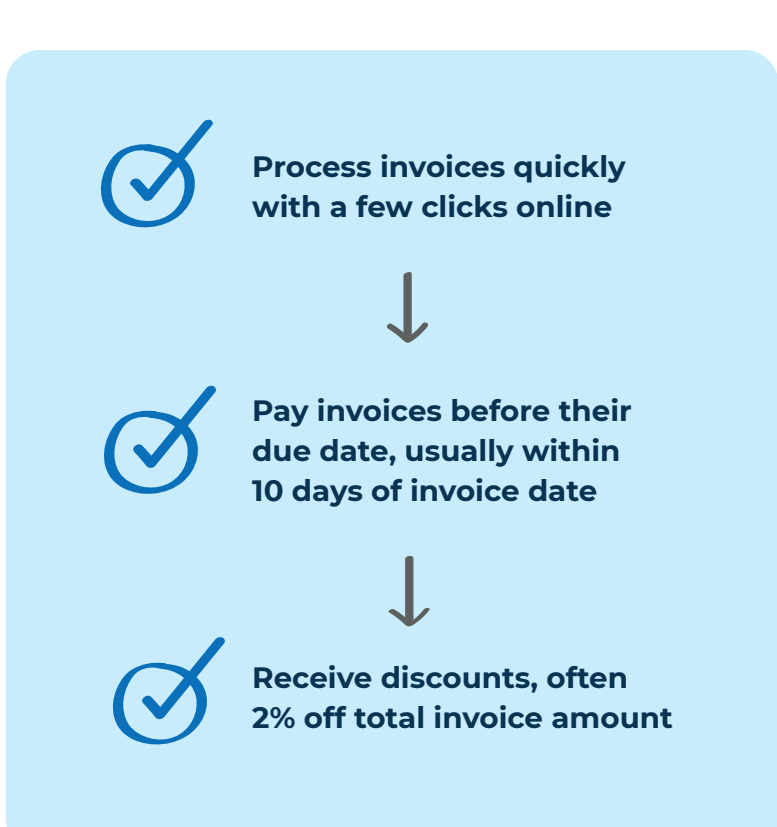 Process invoices quickly
with a few clicks online
Pay invoices before their
due date, usually within
10 days of invoice date
Receive discounts, often
2% off total invoice amount